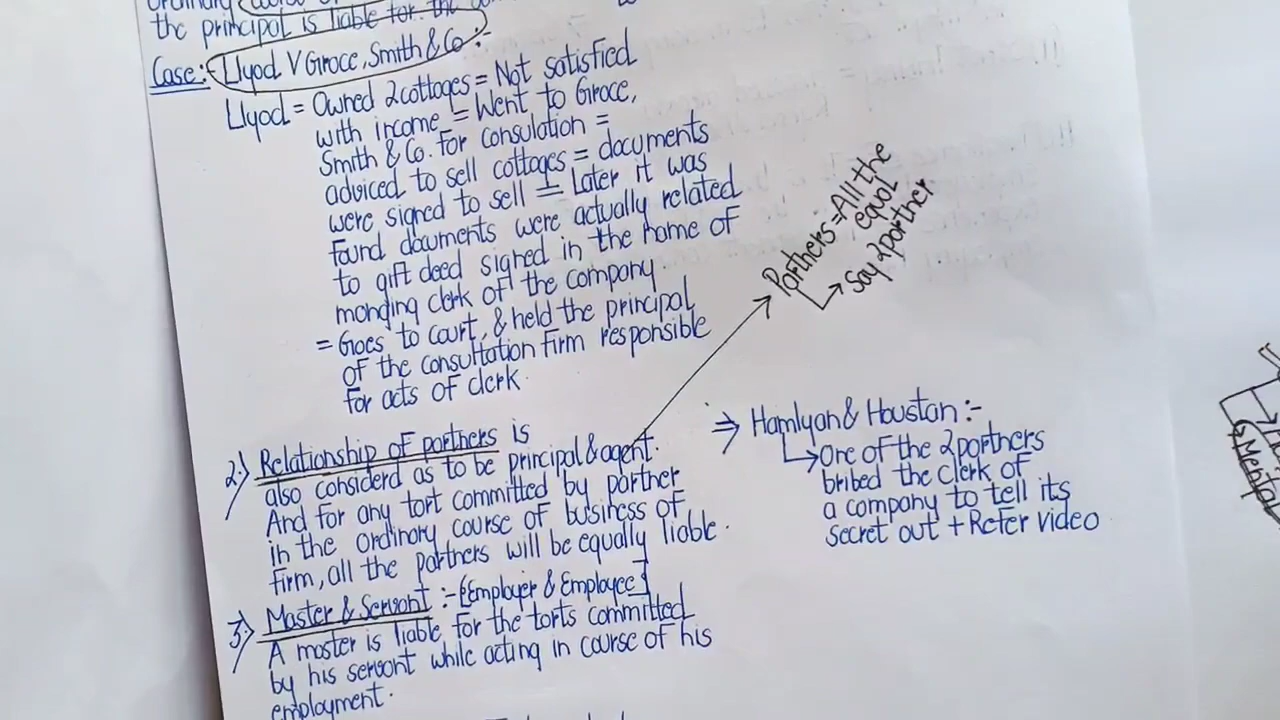 ordinary course of
the principal is liable for. the
Case:- Llyod V Groce, Smith & Co :-
Llyod = Owned 2 cottages = Not satisfied
with income = Went to Groce,
Smith & Co. For consulation =
adviced to sell cottages = documents
were signed to sell = Later it was
found documents were actually related
to gift deed signed in the name of
manging clerk of the company.
= Goes to court, & held the principal
of the consultation firm responsible
for acts of clerk.
2.) Relationship of partners is
also considerd as to be principal & agent.
And for any tort committed by partner
in the ordinary course of business of
firm, all the partners will be equally liable.
Parthers = All the
equal
say 2 partner
⇒ Hamlyan & Houston :-
One of the 2 partners
bribed the clerk of
a company to tell its
secret out + Refer video
3.) Master & Servant :- [Employer & Employee]
A master is liable for the torts committed
by his servant while acting in course of his
employment.